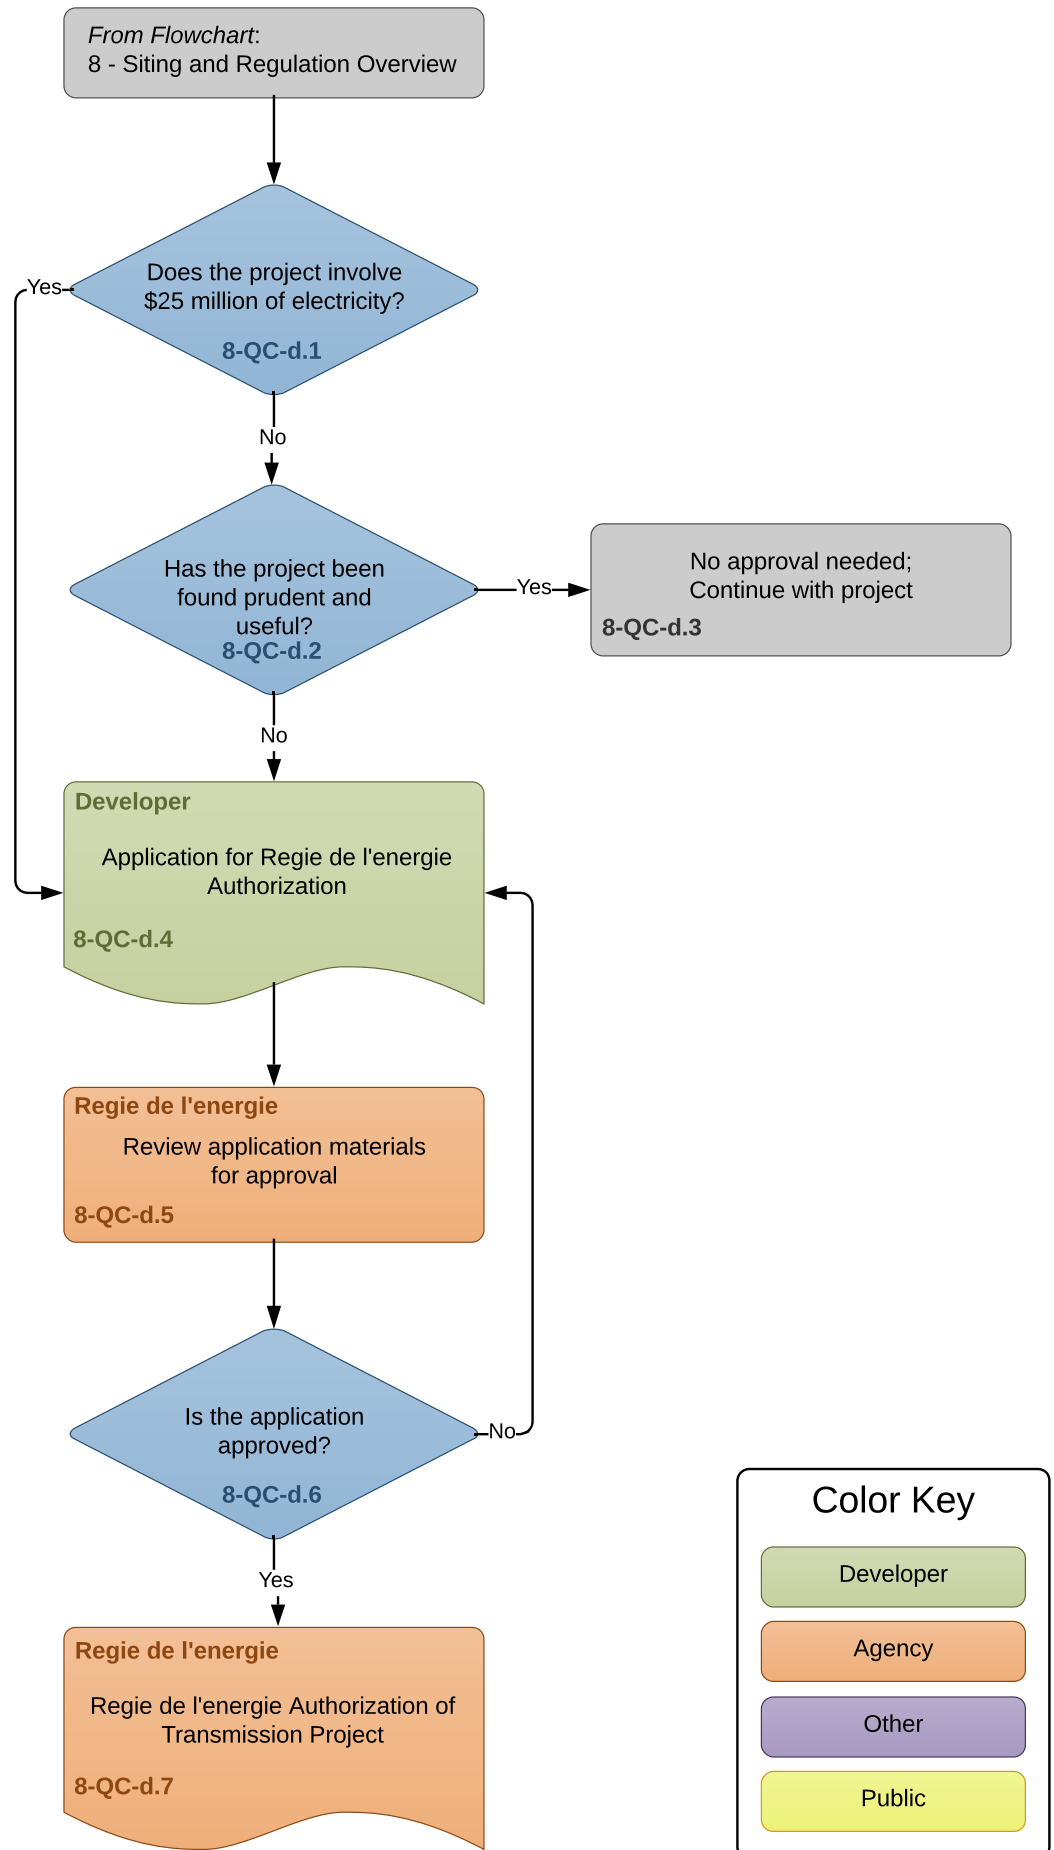 From Flowchart:
8 - Siting and Regulation Overview
Does the project involve
$25 million of electricity?
8-QC-d.1
Yes
No
Has the project been
found prudent and
useful?
8-QC-d.2
Yes
No approval needed;
Continue with project
8-QC-d.3
No
Developer
Application for Regie de l'energie
Authorization
8-QC-d.4
Regie de l'energie
Review application materials
for approval
8-QC-d.5
Is the application
approved?
8-QC-d.6
No
Yes
Regie de l'energie
Regie de l'energie Authorization of
Transmission Project
8-QC-d.7
Color Key
Developer
Agency
Other
Public